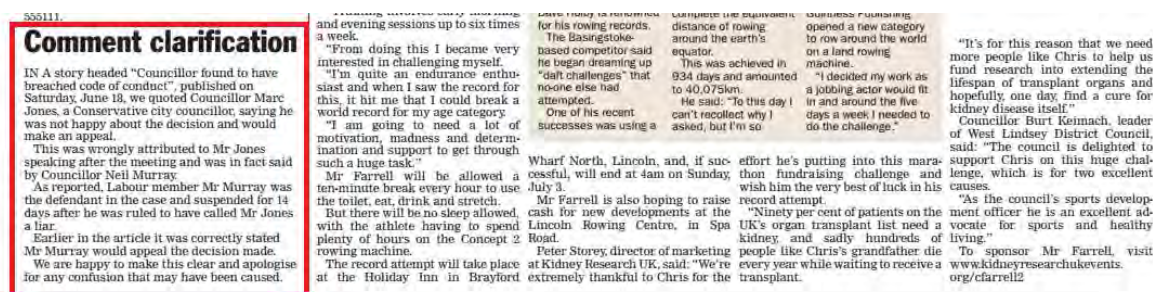 555111.
Comment clarification
IN A story headed "Councillor found to have
breached code of conduct", published on
Saturday, June 18, we quoted Councillor Marc
Jones, a Conservative city councillor, saying he
was not happy about the decision and would
make an appeal.
This was wrongly attributed to Mr Jones
speaking after the meeting and was in fact said
by Councillor Neil Murray.
As reported, Labour member Mr Murray was
the defendant in the case and suspended for 14
days after he was ruled to have called Mr Jones
a liar.
Earlier in the article it was correctly stated
Mr Murray would appeal the decision made.
We are happy to make this clear and apologise
for any confusion that may have been caused.
and evening sessions up to six times
a week.
"From doing this I became very
interested in challenging myself.
"I'm quite an endurance enthu-
siast and when I saw the record for
this, it hit me that I could break a
world record for my age category.
"I am going to need a lot of
motivation, madness and determ-
ination and support to get through
such a huge task."
Mr Farrell will be allowed a
ten-minute break every hour to use
the toilet, eat, drink and stretch.
But there will be no sleep allowed,
with the athlete having to spend
plenty of hours on the Concept 2
rowing machine.
The record attempt will take place
at the Holiday Inn in Brayford
for his rowing records.
The Basingstoke-
based competitor said
he began dreaming up
"daft challenges" that
no-one else had
attempted.
One of his recent
successes was using a
complete the equivalent
distance of rowing
around the earth's
equator.
This was achieved in
934 days and amounted
to 40,075km.
He said: "To this day I
can't recollect why I
asked, but I'm so
Guinness Publishing
opened a new category
to row around the world
on a land rowing
machine.
"I decided my work as
a jobbing actor would fit
in and around the five
days a week I needed to
do the challenge."
Wharf North, Lincoln, and, if suc-
cessful, will end at 4am on Sunday,
July 3.
Mr Farrell is also hoping to raise
cash for new developments at the
Lincoln Rowing Centre, in Spa
Road.
Peter Storey, director of marketing
at Kidney Research UK, said: "We're
extremely thankful to Chris for the
effort he's putting into this mara-
thon fundraising challenge and
wish him the very best of luck in his
record attempt.
"Ninety per cent of patients on the
UK's organ transplant list need a
kidney, and sadly hundreds of
people like Chris's grandfather die
every year while waiting to receive a
transplant.
"It's for this reason that we need
more people like Chris to help us
fund research into extending the
lifespan of transplant organs and
hopefully, one day, find a cure for
kidney disease itself."
Councillor Burt Keimach, leader
of West Lindsey District Council,
said: "The council is delighted to
support Chris on this huge chal-
lenge, which is for two excellent
causes.
"As the council's sports develop-
ment officer he is an excellent ad-
vocate for sports and healthy
living."
To sponsor Mr Farrell, visit
www.kidneyresearchukevents.
org/cfarrell2